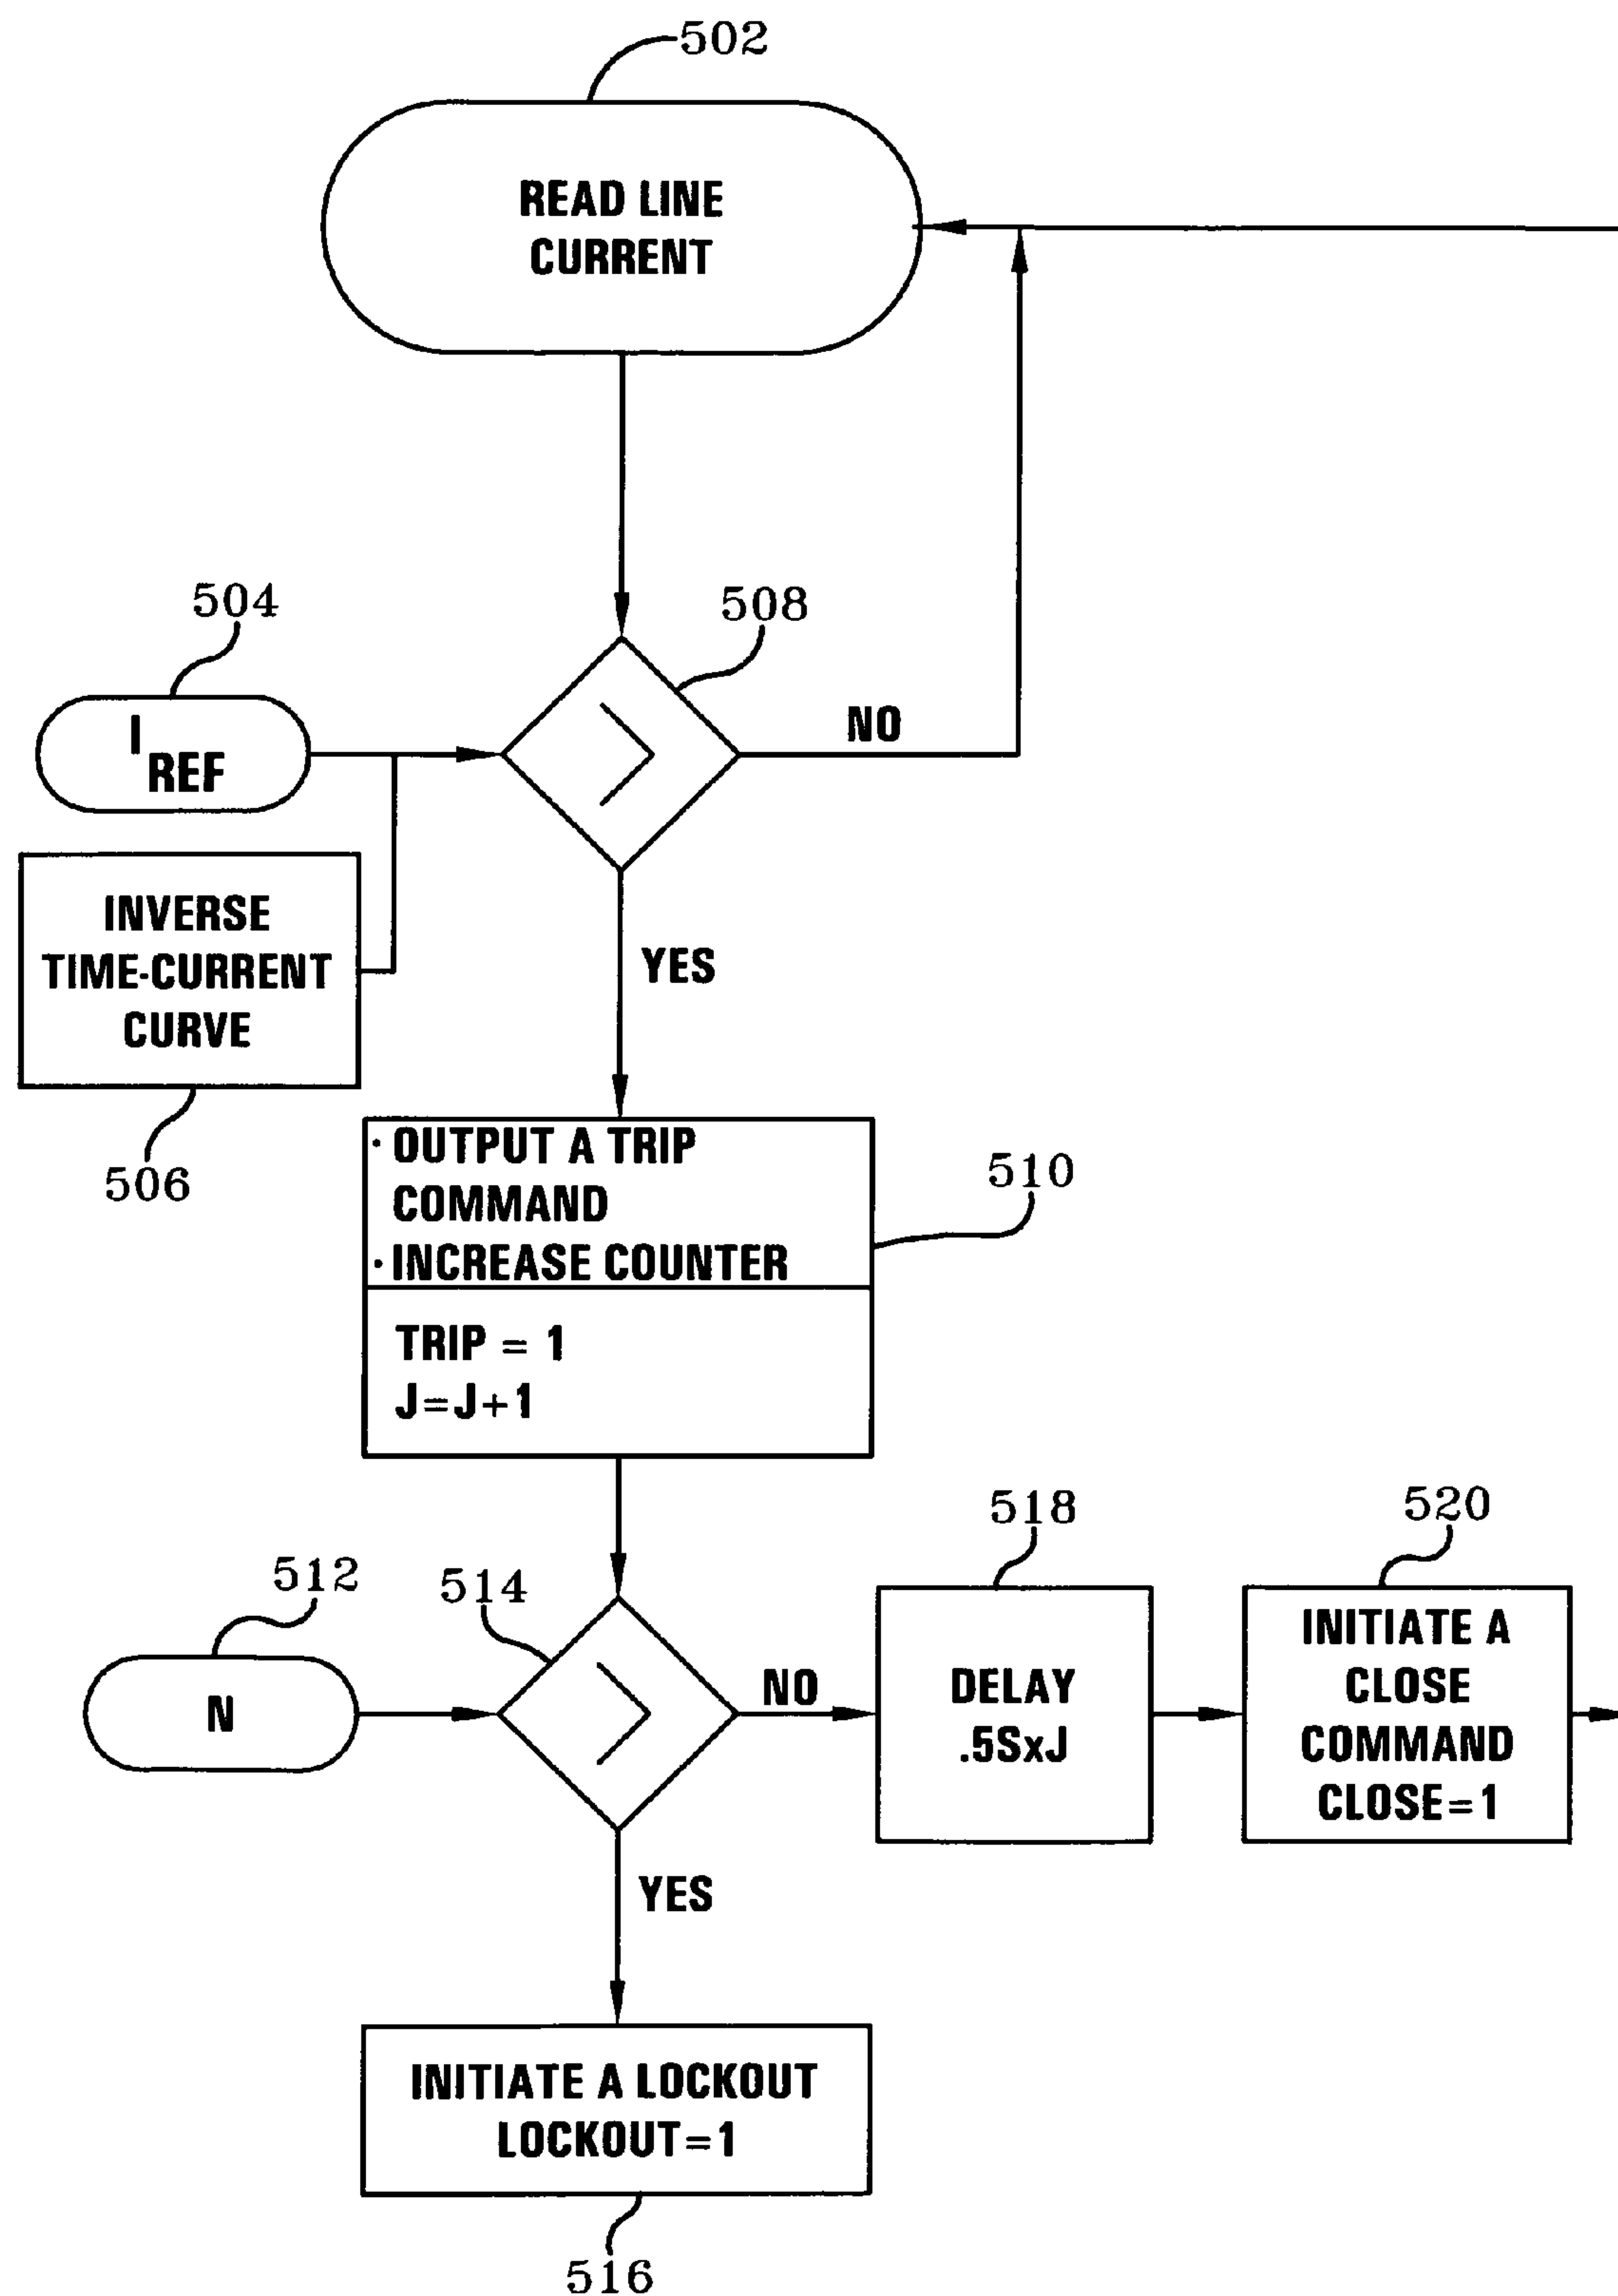 502
READ LINE
CURRENT
504
508
I
REF
NO
INVERSE
TIME-CURRENT
CURVE
YES
506
· OUTPUT A TRIP
COMMAND
· INCREASE COUNTER
510
TRIP = 1
J=J+1
512
514
518
520
N
NO
DELAY
.5SxJ
INITIATE A
CLOSE
COMMAND
CLOSE=1
YES
INITIATE A LOCKOUT
LOCKOUT=1
516